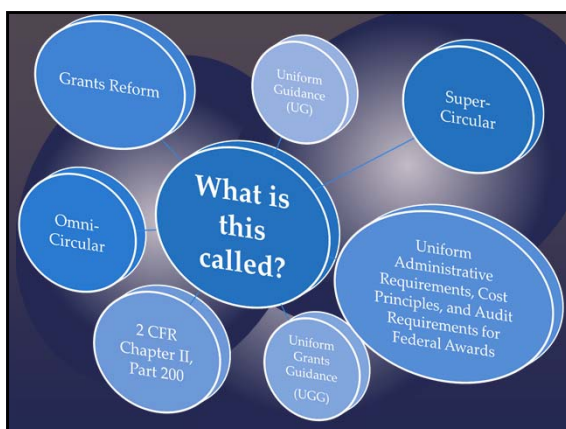 Grants Reform
Uniform
Guidance
(UG)
Super-
Circular
What is
this
called?
Omni-
Circular
Uniform
Administrative
Requirements, Cost
Principles, and Audit
Requirements for
Federal Awards
2 CFR
Chapter II,
Part 200
Uniform
Grants
Guidance
(UGG)